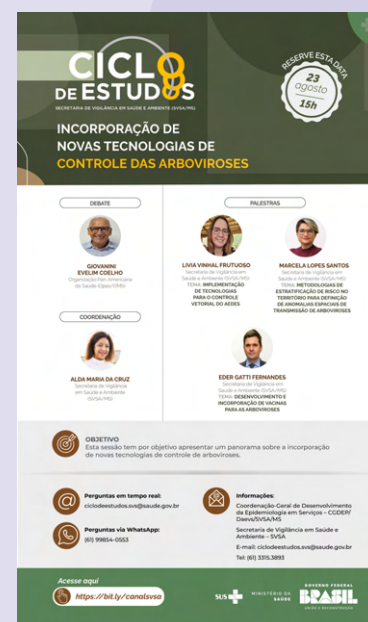 CICLO
DE ESTUDOS
SECRETARIA DE VIGILÂNCIA EM SAÚDE E AMBIENTE (SVSA/MS)
RESERVE ESTA DATA
23
agosto
15h
INCORPORAÇÃO DE
NOVAS TECNOLOGIAS DE
CONTROLE DAS ARBOVIROSES
DEBATE
GIOVANINI
EVELIM COELHO
Organização Pan-Americana
da Saúde (Opas/OMS)
COORDENAÇÃO
ALDA MARIA DA CRUZ
Secretaria de Vigilância
em Saúde e Ambiente
(SVSA/MS)
PALESTRAS
LIVIA VINHAL FRUTUOSO
Secretaria de Vigilância em
Saúde e Ambiente (SVSA/MS)
TEMA: IMPLEMENTAÇÃO
DE TECNOLOGIAS
PARA O CONTROLE
VETORIAL DO AEDES
MARCELA LOPES SANTOS
Secretaria de Vigilância em
Saúde e Ambiente (SVSA/MS)
TEMA: METODOLOGIAS DE
ESTRATIFICAÇÃO DE RISCO NO
TERRITÓRIO PARA DEFINIÇÃO
DE ANOMALIAS ESPACIAIS DE
TRANSMISSÃO DE ARBOVIROSES
EDER GATTI FERNANDES
Secretaria de Vigilância em
Saúde e Ambiente (SVSA/MS)
TEMA: DESENVOLVIMENTO E
INCORPORAÇÃO DE VACINAS
PARA AS ARBOVIROSES
OBJETIVO
Esta sessão tem por objetivo apresentar um panorama sobre a incorporação
de novas tecnologias de controle de arboviroses.
Perguntas em tempo real:
ciclodeestudos.svs@saude.gov.br
Perguntas via WhatsApp:
(61) 99854-0553
Informações:
Coordenação-Geral de Desenvolvimento
da Epidemiologia em Serviços – CGDEP/
Daevs/SVSA/MS
Secretaria de Vigilância em Saúde e
Ambiente – SVSA
E-mail: ciclodeestudos.svs@saude.gov.br
Tel: (61) 3315.3893
Acesse aqui
https://bit.ly/canalsvsa
SUS
MINISTÉRIO DA
SAÚDE
GOVERNO FEDERAL
BRASIL
UNIÃO E RECONSTRUÇÃO